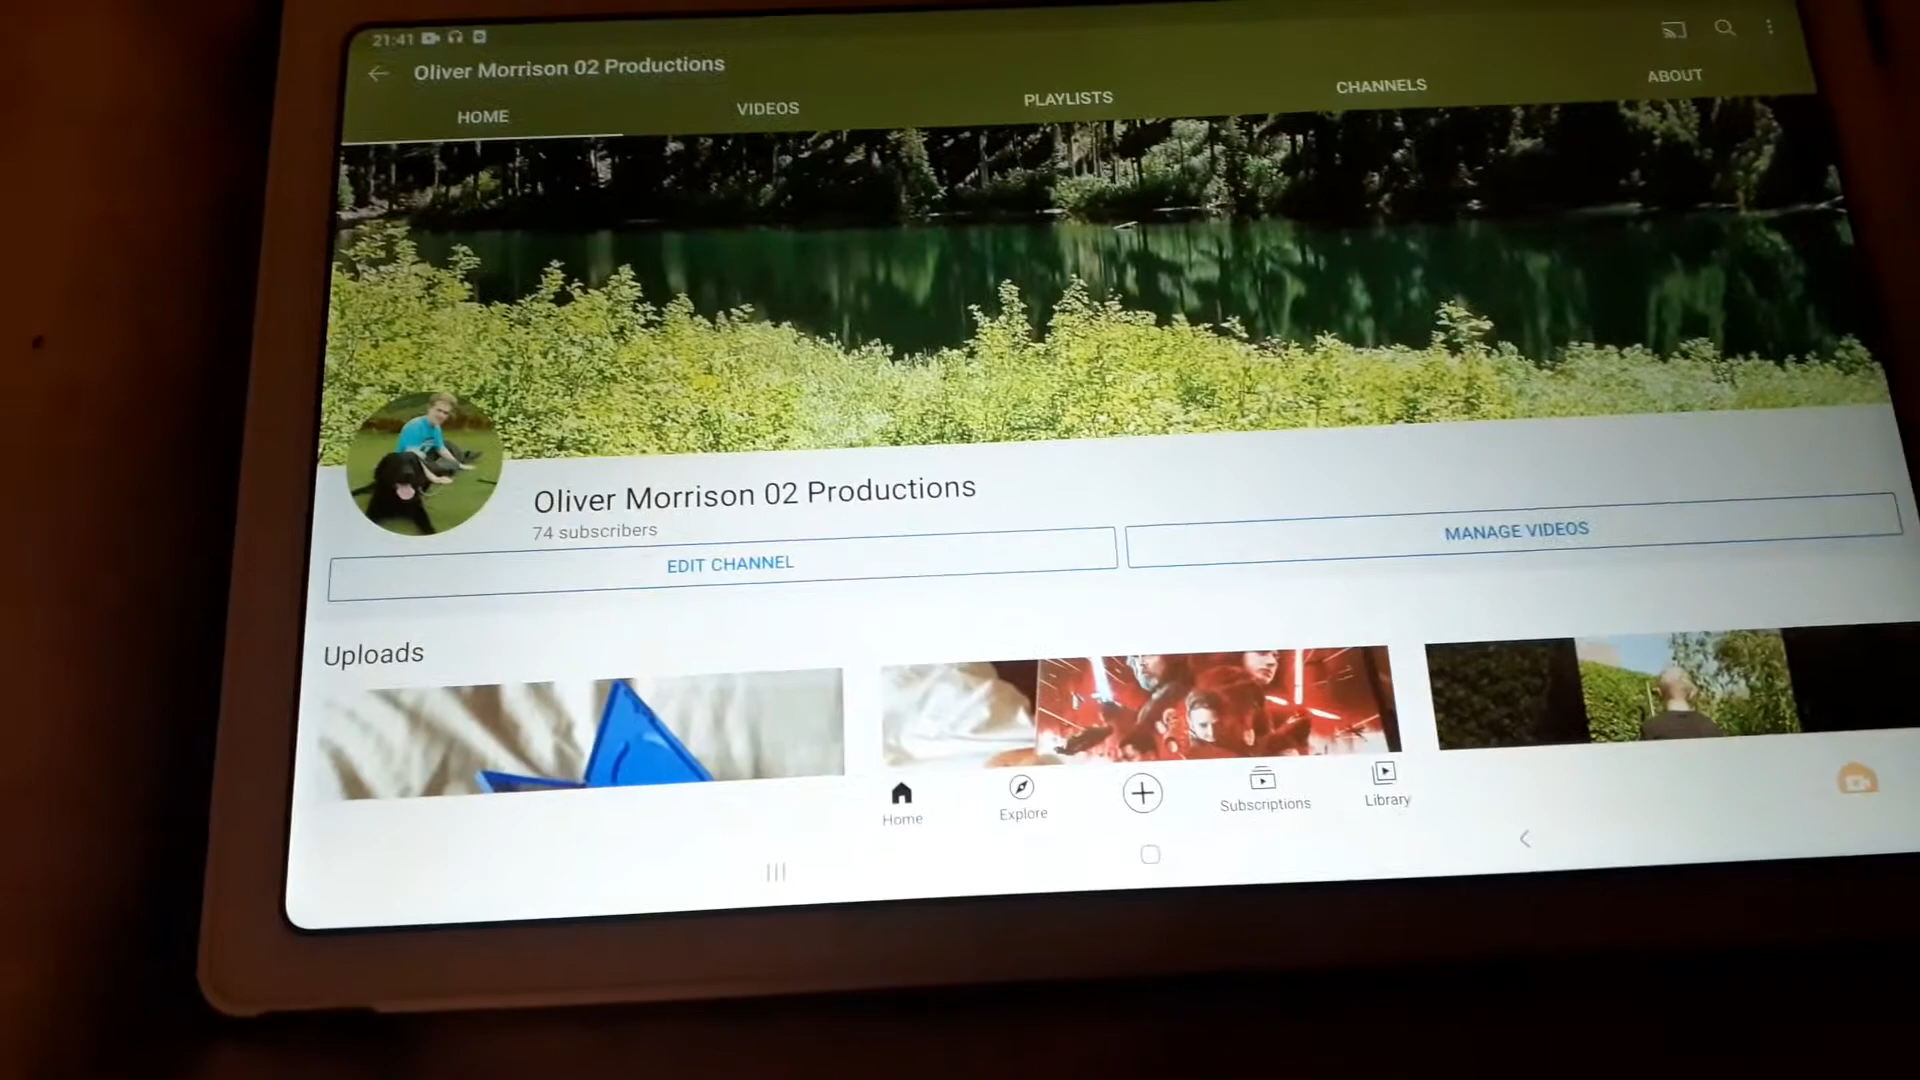 21:41
Oliver Morrison 02 Productions
HOME VIDEOS PLAYLISTS CHANNELS ABOUT
Oliver Morrison 02 Productions
74 subscribers
EDIT CHANNEL MANAGE VIDEOS
Uploads
Home Explore Subscriptions Library